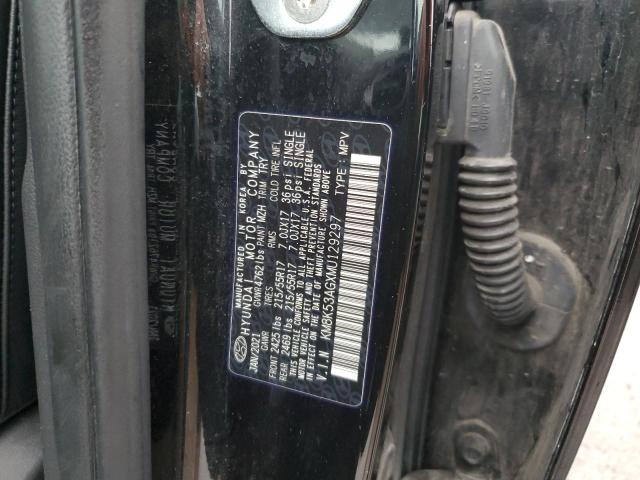 MANUFACTURED IN KOREA BY
HYUNDAI MOTOR COMPANY
JAN/2021 GVWR 4762 lbs PAINT MZH TRIM TRY
GAWR TIRES RIMS COLD TIRE INFL.
FRONT 2425 lbs 215/55R17 7.0JX17 36psi SINGLE
REAR 2469 lbs 215/55R17 7.0JX17 36psi SINGLE
THIS VEHICLE CONFORMS TO ALL APPLICABLE U.S.A. FEDERAL
MOTOR VEHICLE SAFETY AND THEFT PREVENTION STANDARDS
IN EFFECT ON THE DATE OF MANUFACTURE SHOWN ABOVE
V.I.N KM8K53AGXMU129297 TYPE: MPV